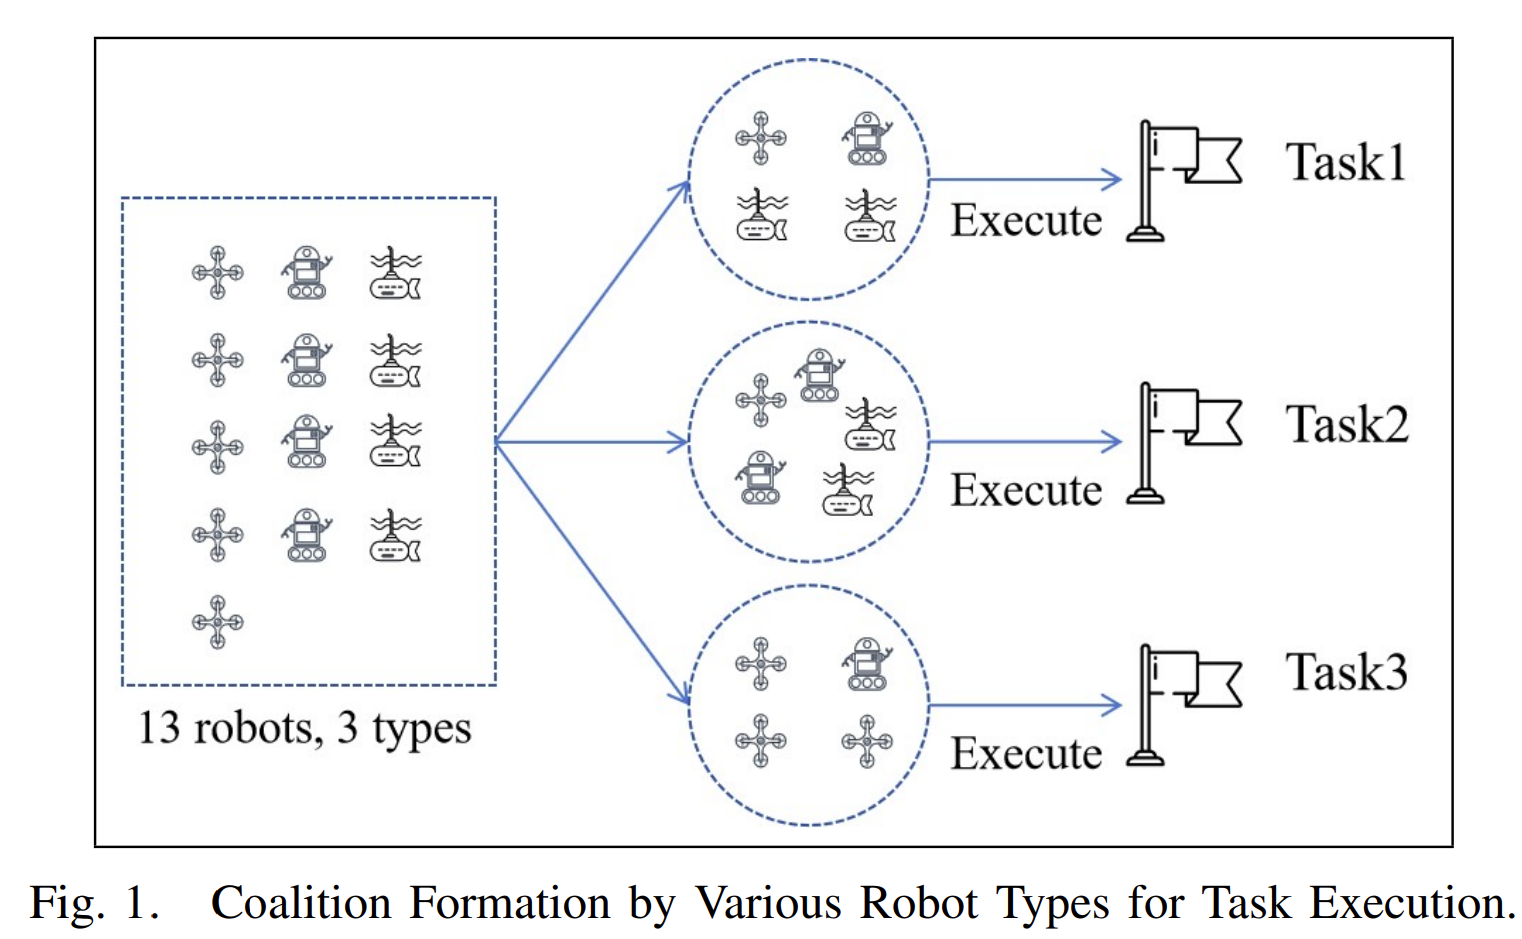 Task1
Execute
Task2
Execute
Task3
Execute
13 robots, 3 types
Fig. 1. Coalition Formation by Various Robot Types for Task Execution.